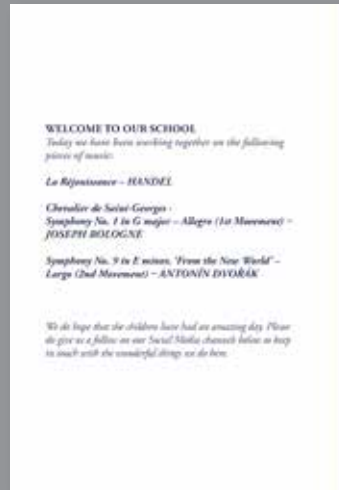 WELCOME TO OUR SCHOOL
Today we have been working together on the following
pieces of music:
La Réjouissance – HANDEL
Chevalier de Saint-Georges -
Symphony No. 1 in G major – Allegro (1st Movement) –
JOSEPH BOLOGNE
Symphony No. 9 in E minor, 'From the New World' –
Largo (2nd Movement) – ANTONÍN DVOŘÁK
We do hope that the children have had an amazing day. Please
do give us a follow on our Social Media channels below to keep
in touch with the wonderful things we do here.